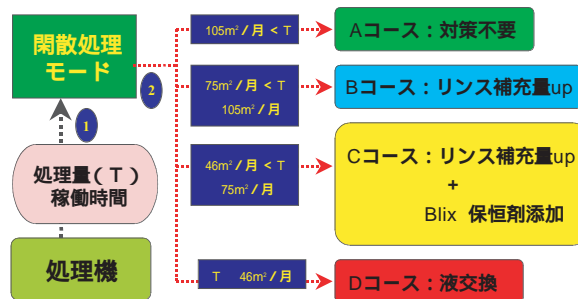 閑散処理
モード
1
2
処理量(T)
稼働時間
処理機
105m²/月 < T
Aコース：対策不要
75m²/月 < T
105m²/月
Bコース：リンス補充量up
46m²/月 < T
75m²/月
Cコース：リンス補充量up
+
Blix 保恒剤添加
T 46m²/月
Dコース：液交換